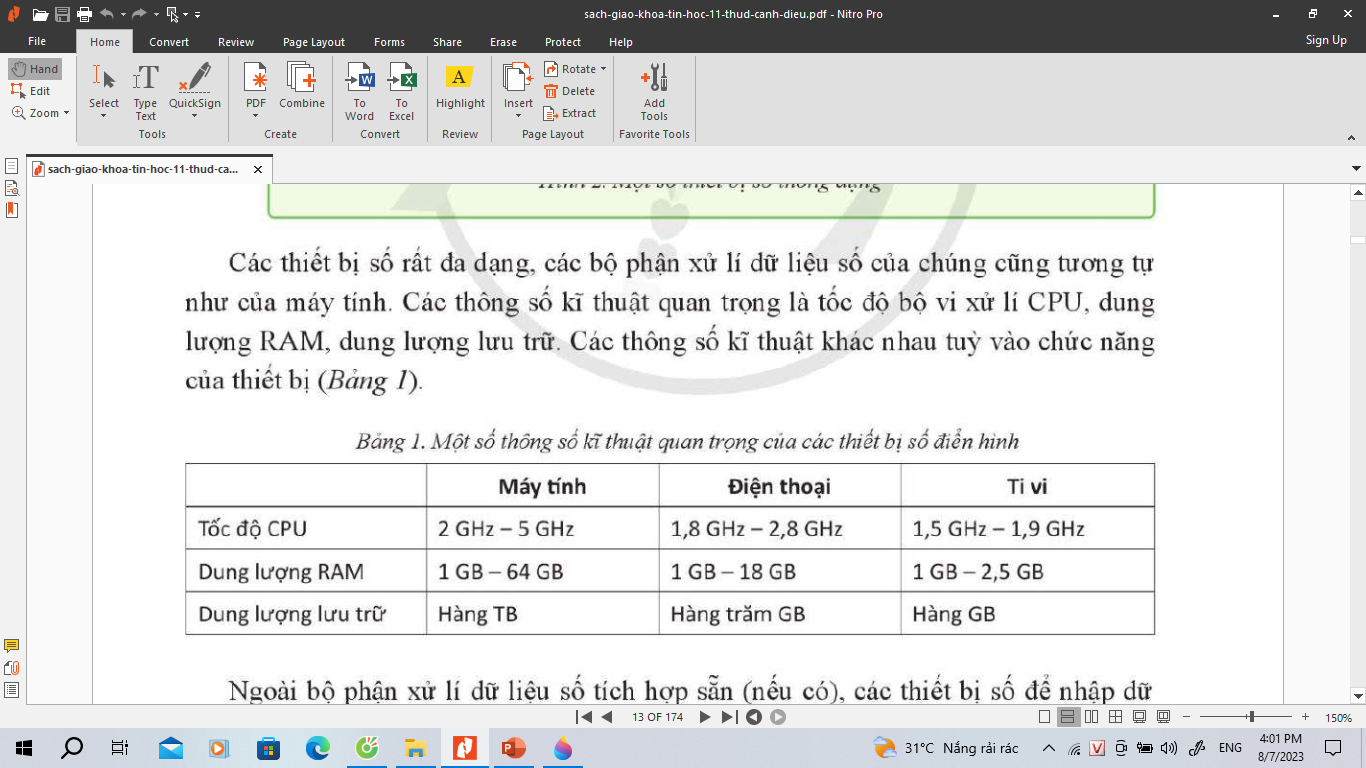 sach-giao-khoa-tin-hoc-11-thud-canh-dieu.pdf - Nitro Pro
File Home Convert Review Page Layout Forms Share Erase Protect Help Sign Up
Hand
Edit
Zoom
Select
Type Text
QuickSign
Tools
PDF
Combine
Create
To Word
To Excel
Convert
Highlight
Review
Insert
Rotate
Delete
Extract
Page Layout
Add Tools
Favorite Tools
sach-giao-khoa-tin-hoc-11-thud-ca...
Hình 2. Một số thiết bị số thông dụng
Các thiết bị số rất đa dạng, các bộ phận xử lí dữ liệu số của chúng cũng tương tự
như của máy tính. Các thông số kĩ thuật quan trọng là tốc độ bộ vi xử lí CPU, dung
lượng RAM, dung lượng lưu trữ. Các thông số kĩ thuật khác nhau tuỳ vào chức năng
của thiết bị (Bảng 1).
Bảng 1. Một số thông số kĩ thuật quan trọng của các thiết bị số điển hình
Máy tính Điện thoại Ti vi
Tốc độ CPU 2 GHz – 5 GHz 1,8 GHz – 2,8 GHz 1,5 GHz – 1,9 GHz
Dung lượng RAM 1 GB – 64 GB 1 GB – 18 GB 1 GB – 2,5 GB
Dung lượng lưu trữ Hàng TB Hàng trăm GB Hàng GB
Ngoài bộ phận xử lí dữ liệu số tích hợp sẵn (nếu có), các thiết bị số để nhập dữ
13 OF 174
150%
31°C Nắng rải rác
ENG
4:01 PM
8/7/2023